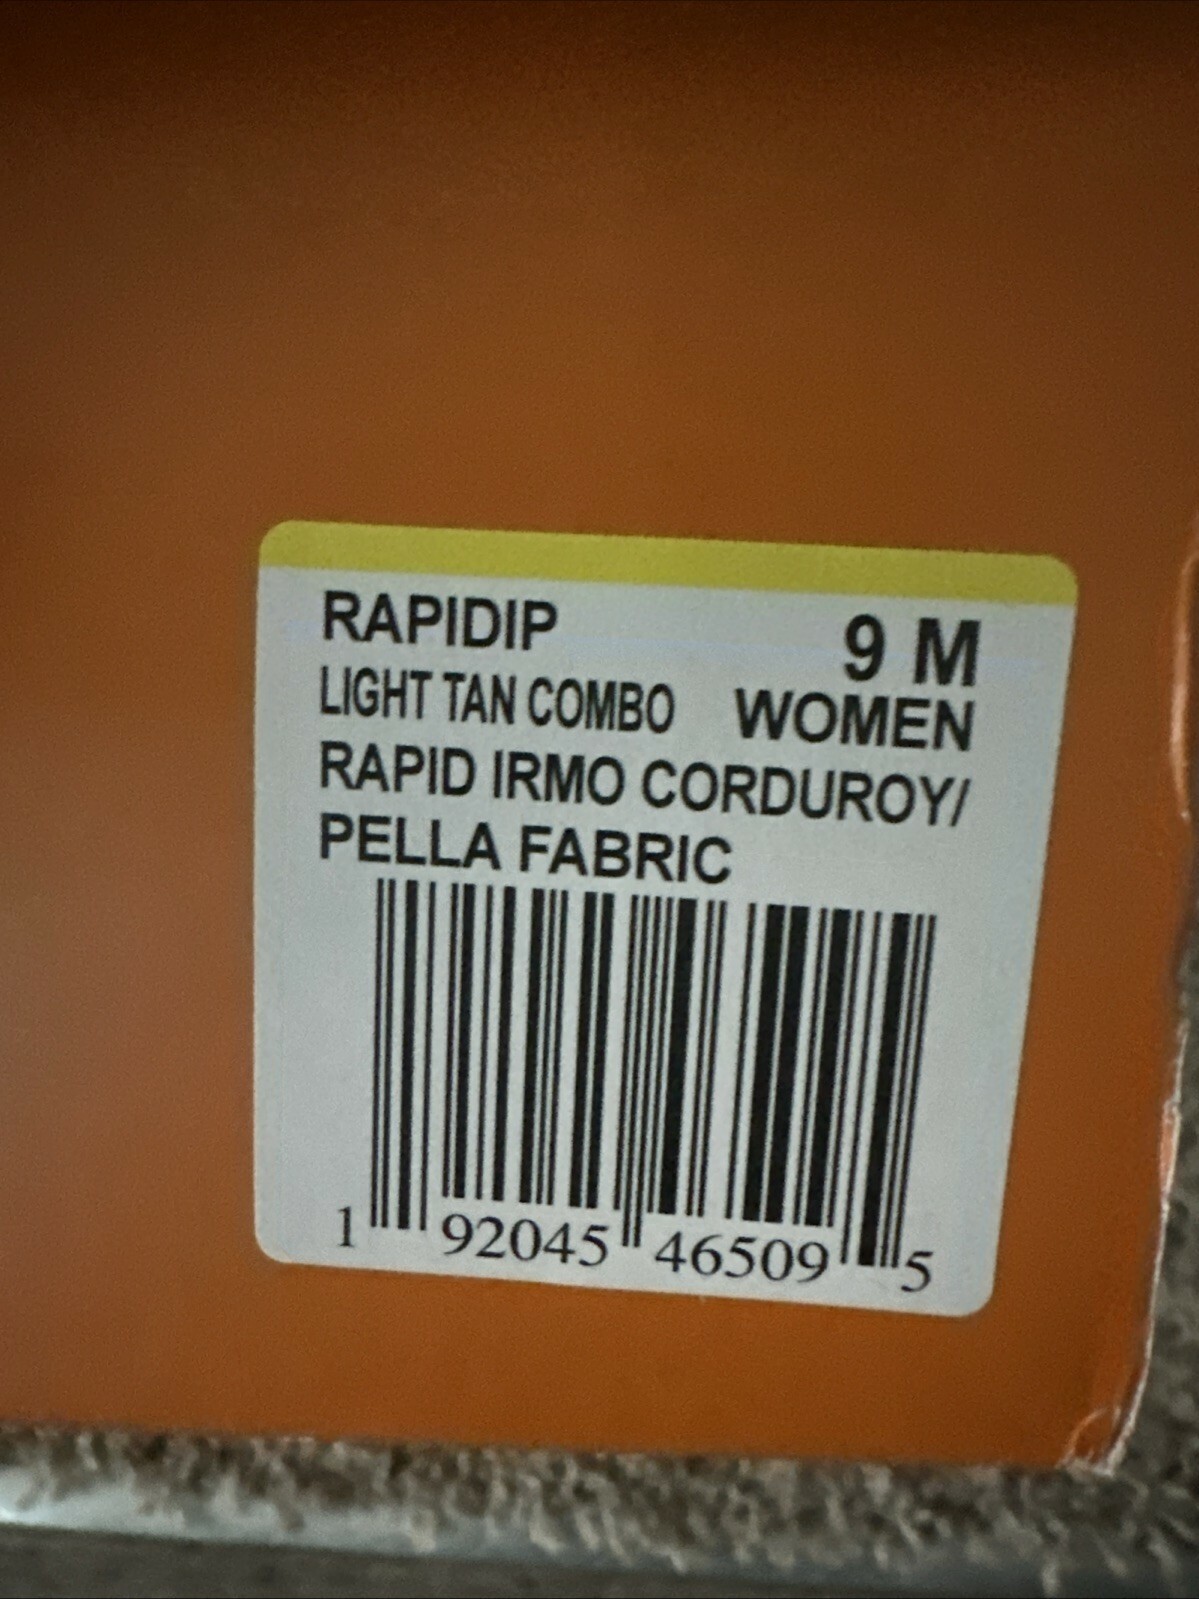 RAPIDIP 9 M
LIGHT TAN COMBO WOMEN
RAPID IRMO CORDUROY/
PELLA FABRIC
1 92045 46509 5